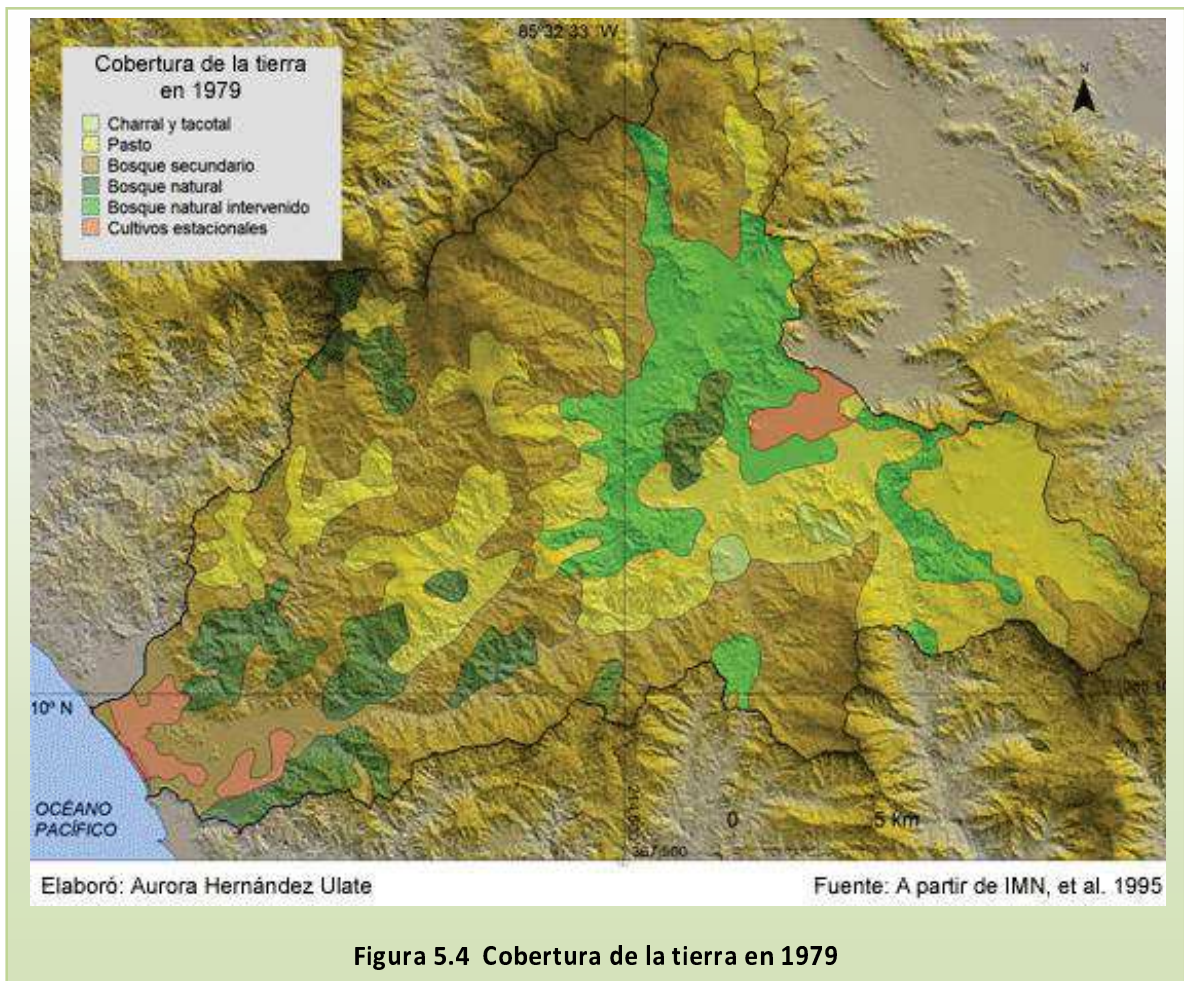 85°32'33 "W
Cobertura de la tierra
en 1979
Charral y tacotal
Pasto
Bosque secundario
Bosque natural
Bosque natural intervenido
Cultivos estacionales
N
10° N
OCÉANO
PACÍFICO
0 5 km
Elaboró: Aurora Hernández Ulate
Fuente: A partir de IMN, et al. 1995
Figura 5.4 Cobertura de la tierra en 1979